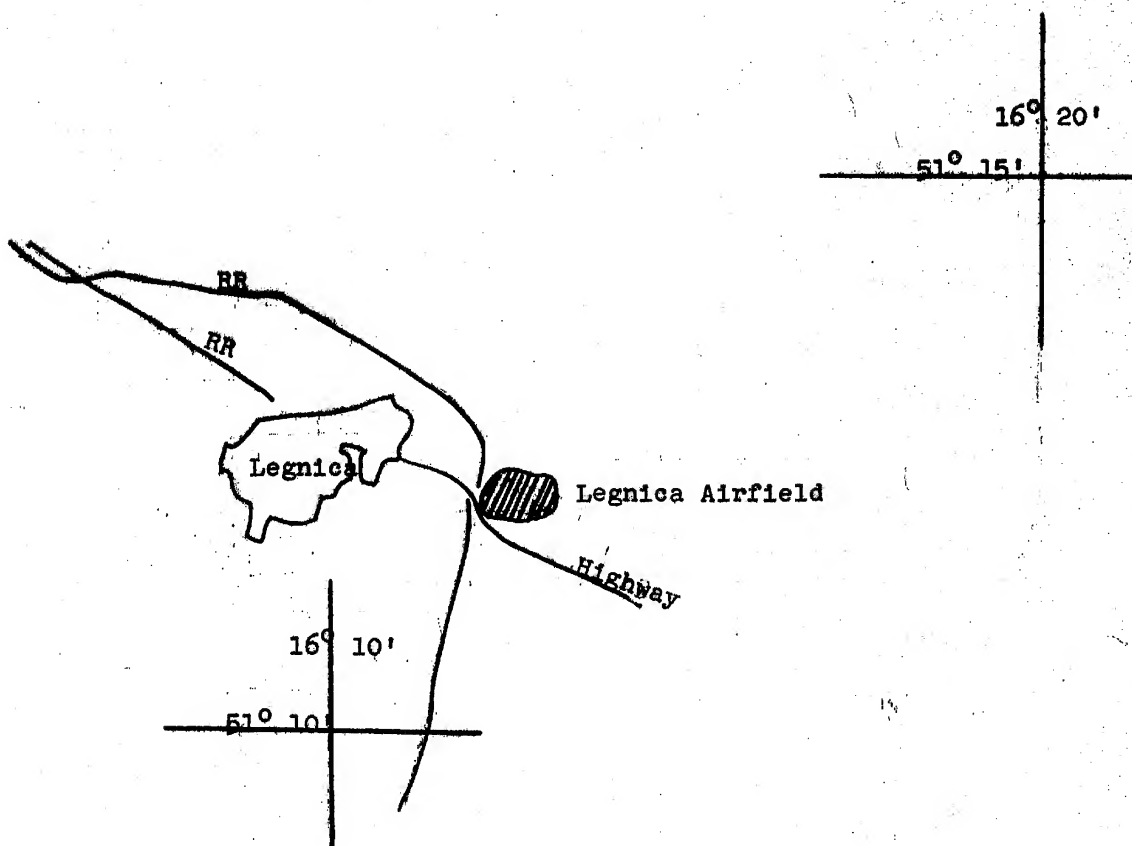 16° 20'
51° 15'
RR
RR
Legnica
Legnica Airfield
Highway
16° 10'
51° 10'